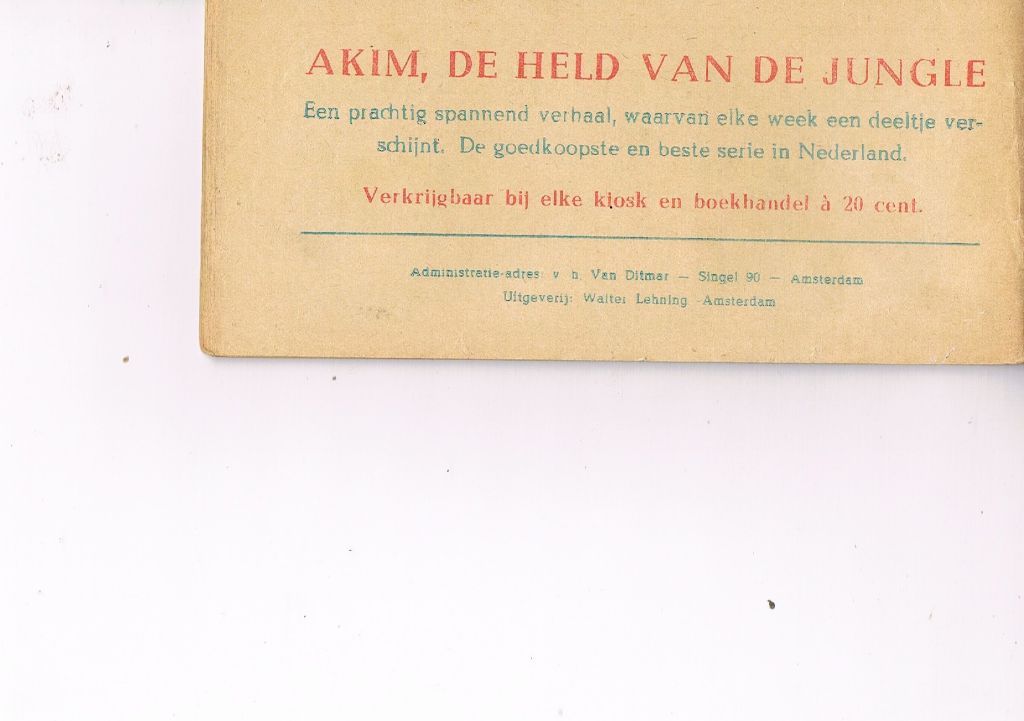 AKIM, DE HELD VAN DE JUNGLE
Een prachtig spannend verhaal, waarvan elke week een deeltje ver-
schijnt. De goedkoopste en beste serie in Nederland.
Verkrijgbaar bij elke kiosk en boekhandel à 20 cent.
Administratie-adres: v h. Van Ditmar — Singel 90 — Amsterdam
Uitgeverij: Walter Lehning -Amsterdam